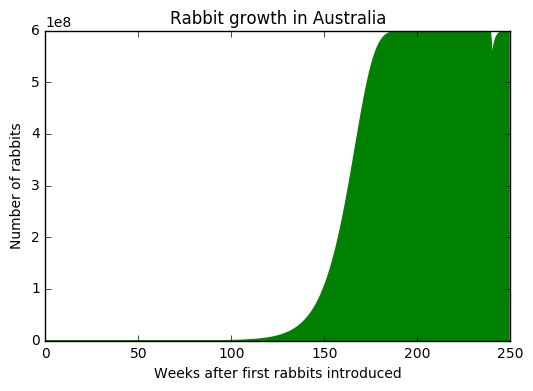 Rabbit growth in Australia
1e8
6
5
4
3
2
1
0
Number of rabbits
0 50 100 150 200 250
Weeks after first rabbits introduced